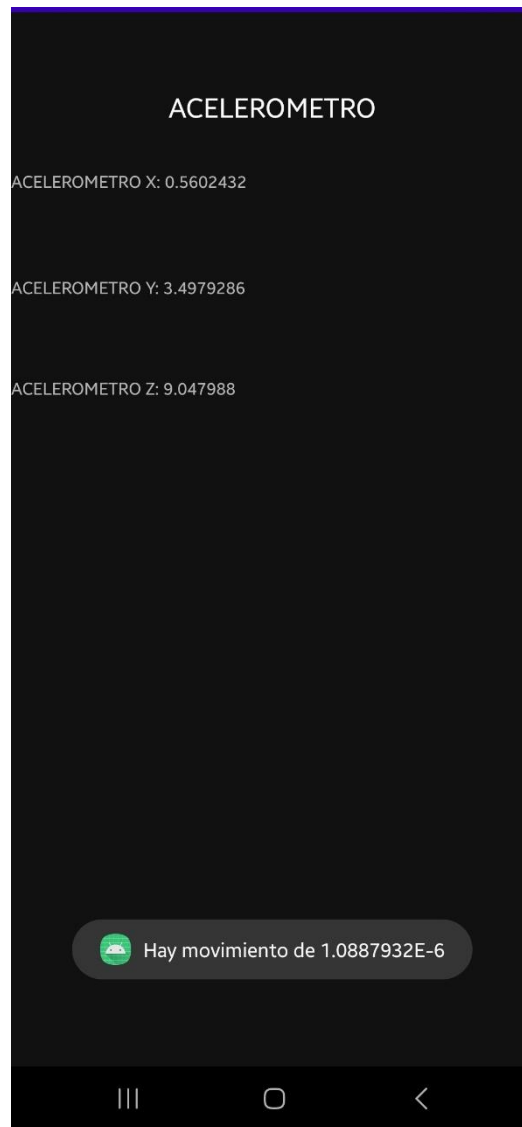 ACELEROMETRO
ACELEROMETRO X: 0.5602432
ACELEROMETRO Y: 3.4979286
ACELEROMETRO Z: 9.047988
Hay movimiento de 1.0887932E-6